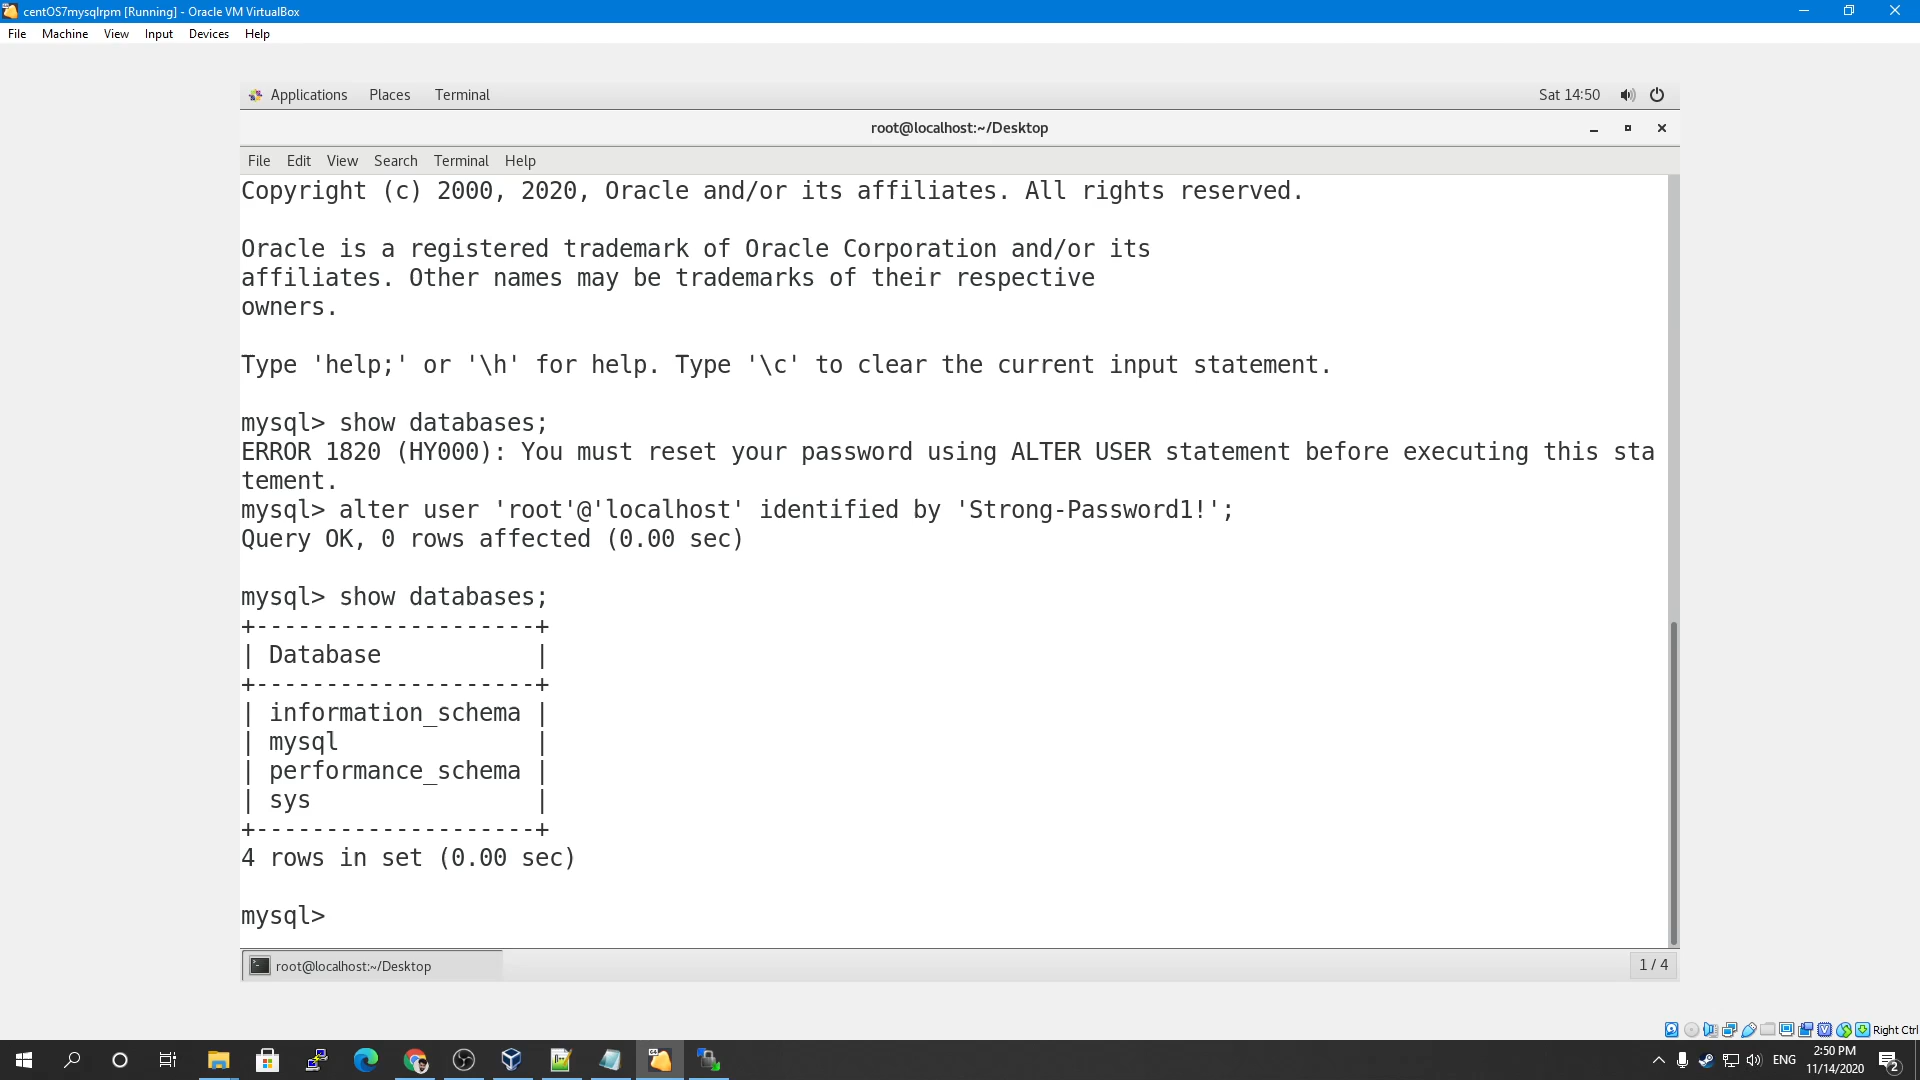 centOS7mysqlrpm [Running] - Oracle VM VirtualBox
File Machine View Input Devices Help
Applications Places Terminal Sat 14:50
root@localhost:~/Desktop
File Edit View Search Terminal Help
Copyright (c) 2000, 2020, Oracle and/or its affiliates. All rights reserved.
Oracle is a registered trademark of Oracle Corporation and/or its
affiliates. Other names may be trademarks of their respective
owners.
Type 'help;' or '\h' for help. Type '\c' to clear the current input statement.
mysql> show databases;
ERROR 1820 (HY000): You must reset your password using ALTER USER statement before executing this sta
tement.
mysql> alter user 'root'@'localhost' identified by 'Strong-Password1!';
Query OK, 0 rows affected (0.00 sec)
mysql> show databases;
+--------------------+
| Database           |
+--------------------+
| information_schema |
| mysql              |
| performance_schema |
| sys                |
+--------------------+
4 rows in set (0.00 sec)
mysql>
root@localhost:~/Desktop 1 / 4
Right Ctrl
ENG 2:50 PM
11/14/2020 2